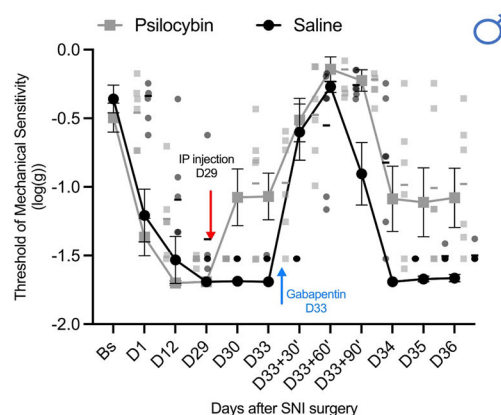 Psilocybin Saline
Threshold of Mechanical Sensitivity
(log(g))
0.0
-0.5
-1.0
-1.5
-2.0
IP injection
D29
Gabapentin
D33
Bs D1 D12 D29 D30 D33 D33+30' D33+60' D33+90' D34 D35 D36
Days after SNI surgery